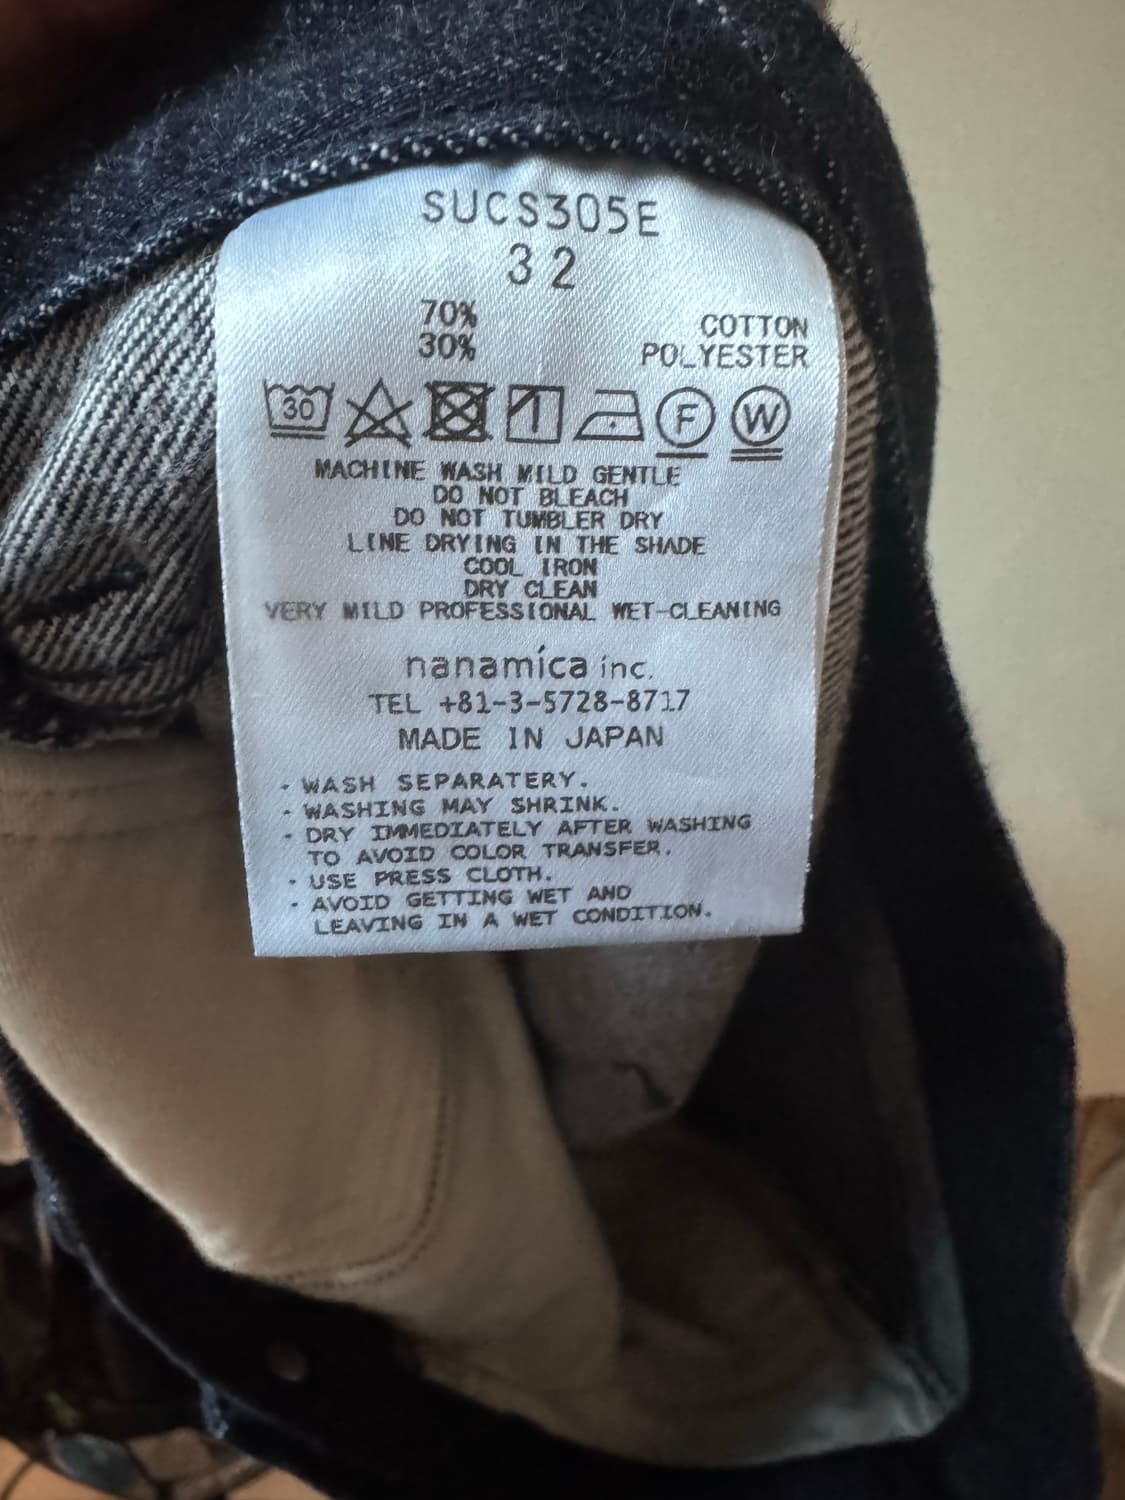 SUCS305E
32
70% COTTON
30% POLYESTER
30 F W
MACHINE WASH MILD GENTLE
DO NOT BLEACH
DO NOT TUMBLER DRY
LINE DRYING IN THE SHADE
COOL IRON
DRY CLEAN
VERY MILD PROFESSIONAL WET-CLEANING
nanamica inc.
TEL +81-3-5728-8717
MADE IN JAPAN
- WASH SEPARATERY.
- WASHING MAY SHRINK.
- DRY IMMEDIATELY AFTER WASHING
TO AVOID COLOR TRANSFER.
- USE PRESS CLOTH.
- AVOID GETTING WET AND
LEAVING IN A WET CONDITION.